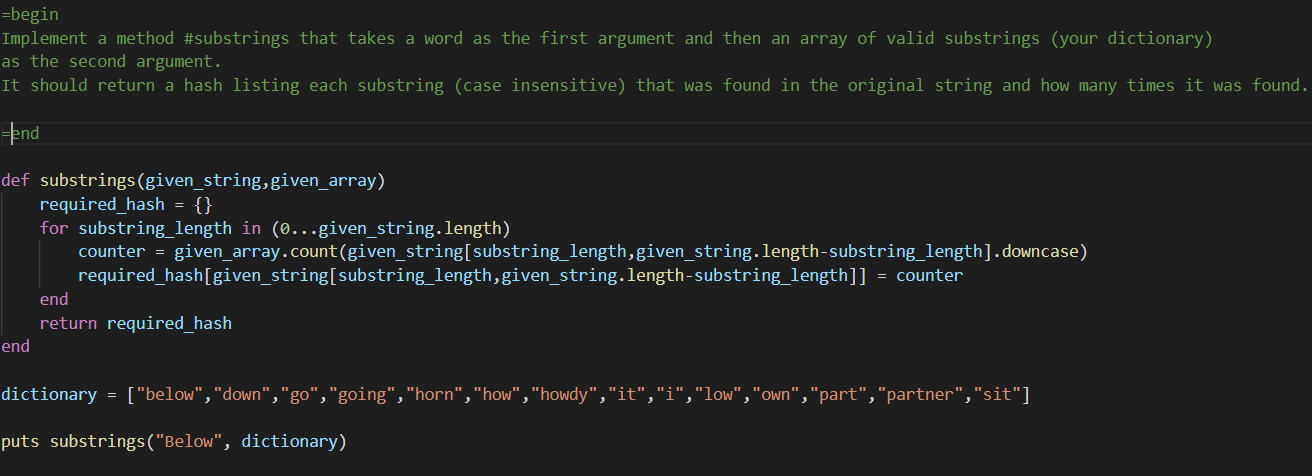 =begin
Implement a method #substrings that takes a word as the first argument and then an array of valid substrings (your dictionary)
as the second argument.
It should return a hash listing each substring (case insensitive) that was found in the original string and how many times it was found.
=end
def substrings(given_string,given_array)
    required_hash = {}
    for substring_length in (0...given_string.length)
        counter = given_array.count(given_string[substring_length,given_string.length-substring_length].downcase)
        required_hash[given_string[substring_length,given_string.length-substring_length]] = counter
    end
    return required_hash
end
dictionary = ["below","down","go","going","horn","how","howdy","it","i","low","own","part","partner","sit"]
puts substrings("Below", dictionary)